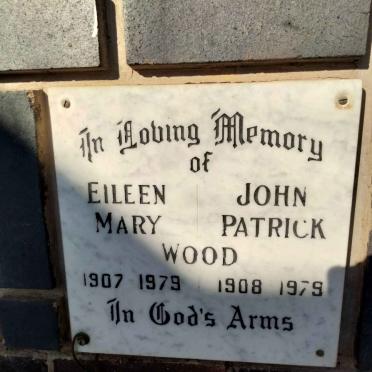 In Loving Memory
of
EILEEN JOHN
MARY PATRICK
WOOD
1907 1979 1908 1979
In God's Arms